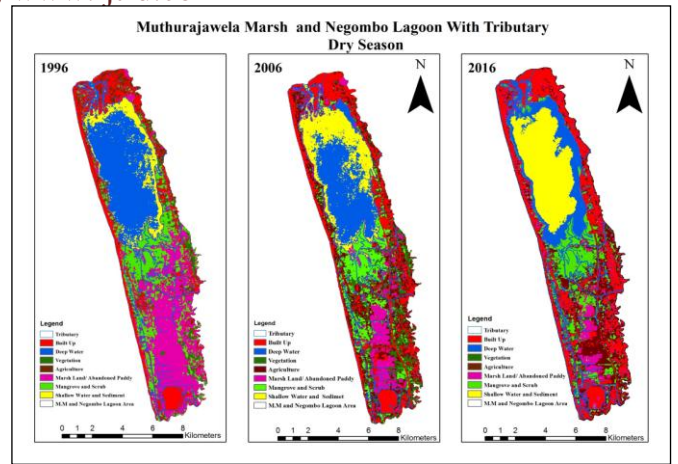 Muthurajawela Marsh and Negombo Lagoon With Tributary
Dry Season
1996
Legend
Tributary
Built Up
Deep Water
Vegetation
Agriculture
Marsh Land/ Abandoned Paddy
Mangrove and Scrub
Shallow Water and Sediment
M.M and Negombo Lagoon Area
0 1 2 4 6 8
Kilometers
2006
N
Legend
Tributary
Built Up
Deep Water
Vegetation
Agriculture
Marsh Land/ Abandoned Paddy
Mangrove and Scrub
Shallow Water and Sedimet
M.M and Negombo Lagoon Area
0 1 2 4 6 8
Kilometers
2016
N
Legend
Tributary
Built Up
Deep Water
Vegetation
Agriculture
Marsh Land/ Abandoned Paddy
Mangrove and Scrub
Shallow Water and Sediment
M.M and Negombo Lagoon Area
0 1 2 4 6 8
Kilometers